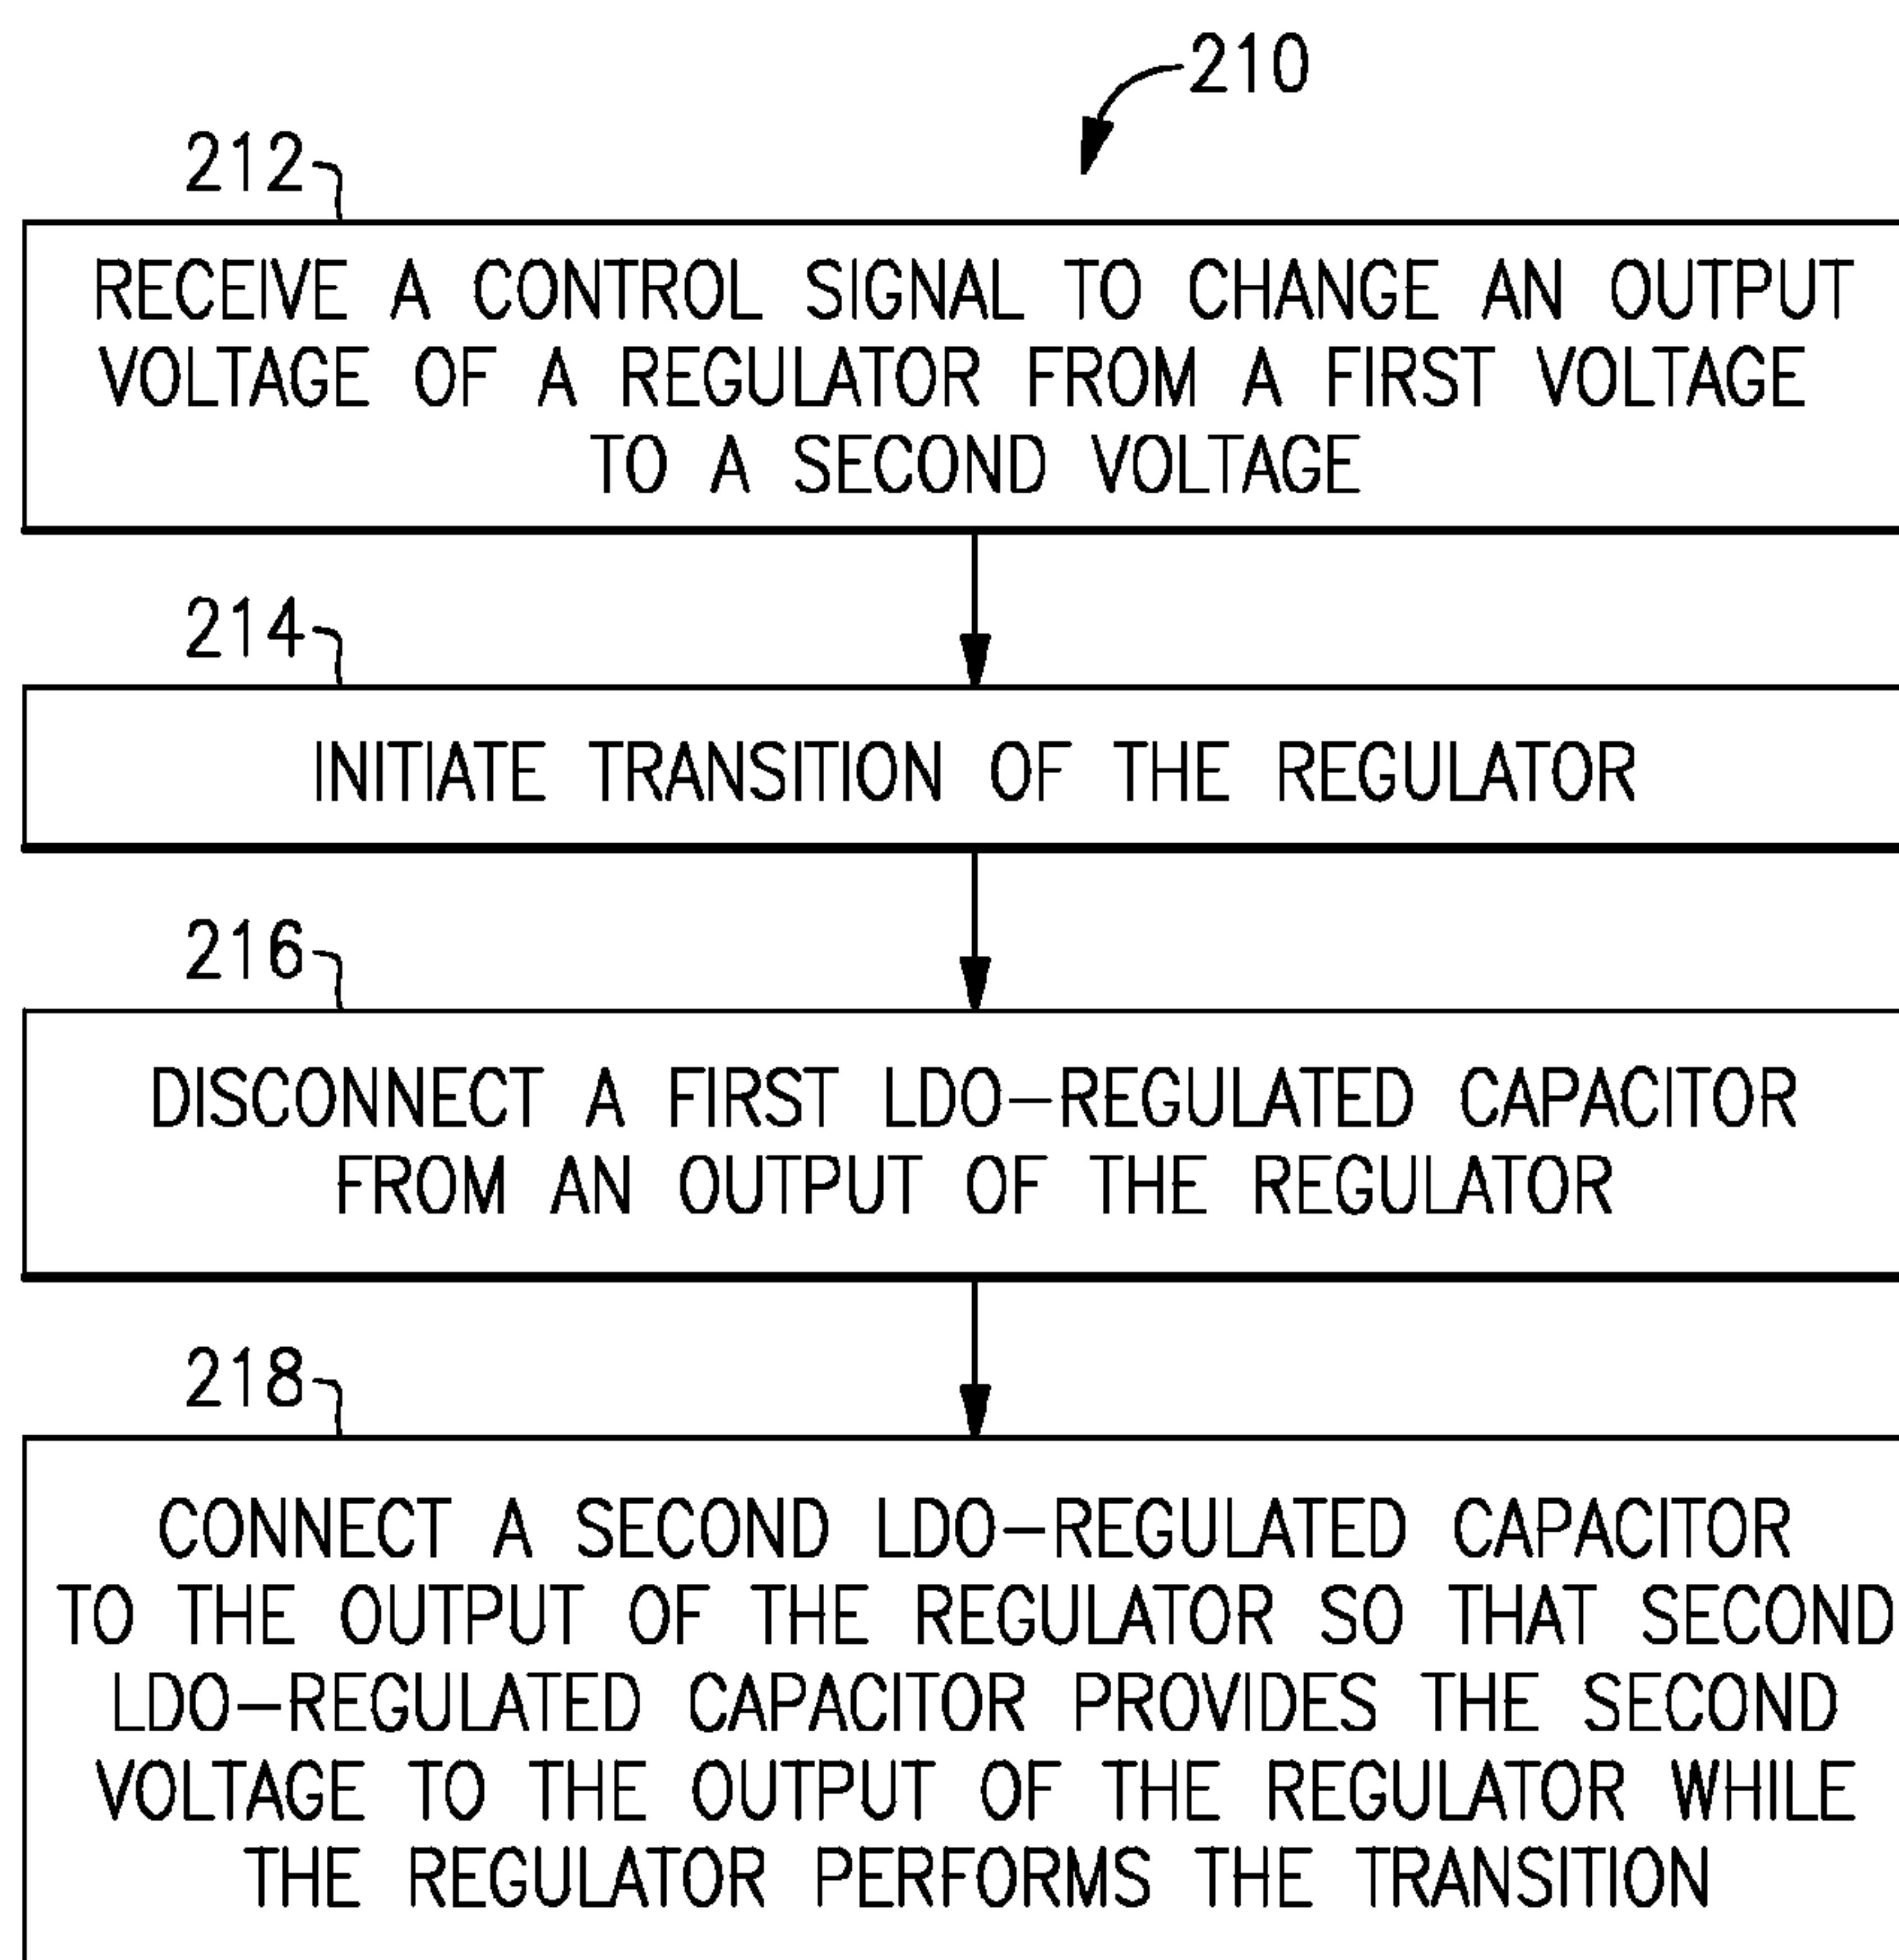 210
212
RECEIVE A CONTROL SIGNAL TO CHANGE AN OUTPUT
VOLTAGE OF A REGULATOR FROM A FIRST VOLTAGE
TO A SECOND VOLTAGE
214
INITIATE TRANSITION OF THE REGULATOR
216
DISCONNECT A FIRST LDO-REGULATED CAPACITOR
FROM AN OUTPUT OF THE REGULATOR
218
CONNECT A SECOND LDO-REGULATED CAPACITOR
TO THE OUTPUT OF THE REGULATOR SO THAT SECOND
LDO-REGULATED CAPACITOR PROVIDES THE SECOND
VOLTAGE TO THE OUTPUT OF THE REGULATOR WHILE
THE REGULATOR PERFORMS THE TRANSITION